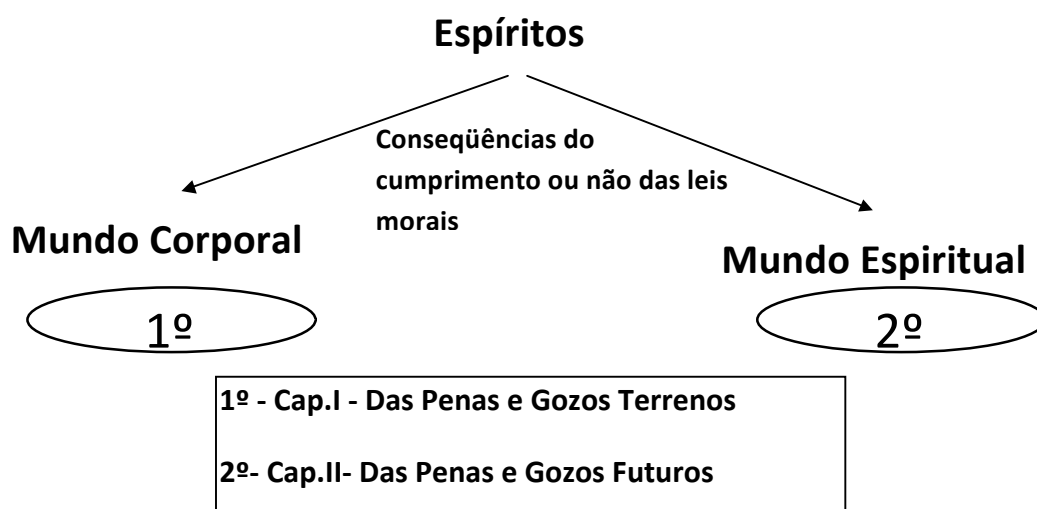 Espíritos
Conseqüências do
cumprimento ou não das leis
morais
Mundo Corporal
Mundo Espiritual
1º
2º
1º - Cap.I - Das Penas e Gozos Terrenos
2º- Cap.II- Das Penas e Gozos Futuros